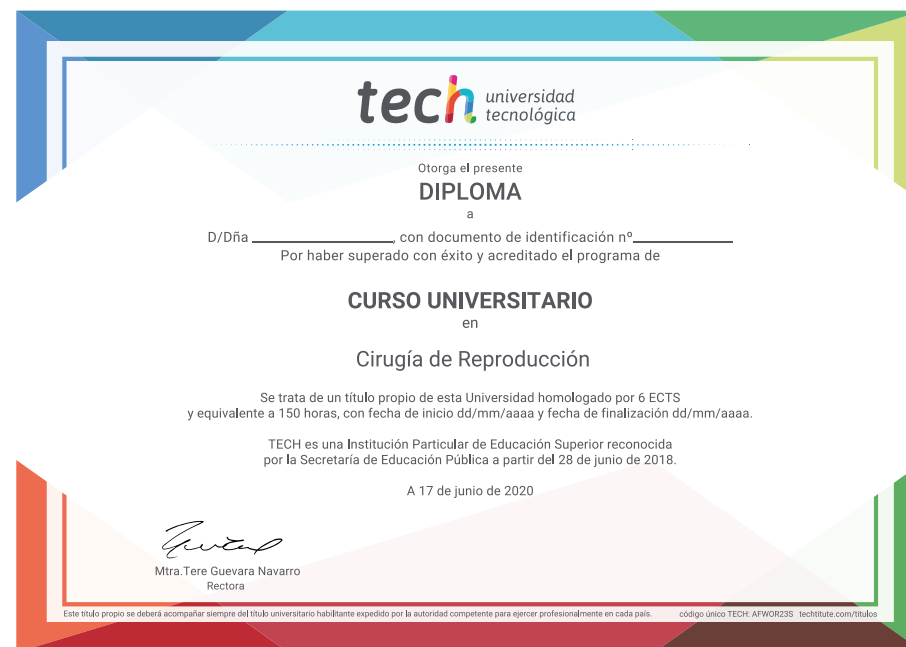 tech universidad
tecnológica
Otorga el presente
DIPLOMA
a
D/Dña ____________________, con documento de identificación nº______________
Por haber superado con éxito y acreditado el programa de
CURSO UNIVERSITARIO
en
Cirugía de Reproducción
Se trata de un título propio de esta Universidad homologado por 6 ECTS
y equivalente a 150 horas, con fecha de inicio dd/mm/aaaa y fecha de finalización dd/mm/aaaa.
TECH es una Institución Particular de Educación Superior reconocida
por la Secretaría de Educación Pública a partir del 28 de junio de 2018.
A 17 de junio de 2020
Mtra.Tere Guevara Navarro
Rectora
Este título propio se deberá acompañar siempre del título universitario habilitante expedido por la autoridad competente para ejercer profesionalmente en cada país. código único TECH: AFWOR23S techtitute.com/titulos